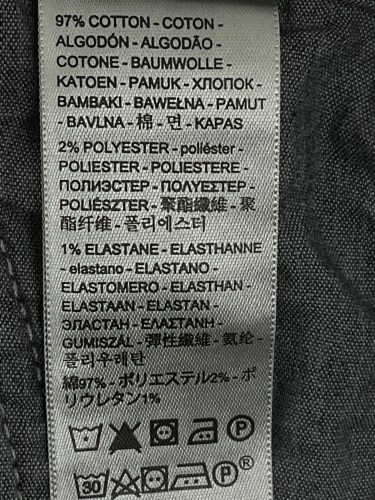 97% COTTON - COTON -
ALGODÓN - ALGODÃO -
COTONE - BAUMWOLLE -
KATOEN - PAMUK - ХЛОПОК -
BAMBAKI - BAWEŁNA - PAMUT
- BAVLNA - 棉 - 면 - KAPAS
2% POLYESTER - poliéster -
POLIESTER - POLIESTERE -
ПОЛИЭСТЕР - ΠΟΛΥΕΣΤΕΡ -
POLIÉSZTER - 聚酯纖維 - 聚
酯纤维 - 폴리에스터
1% ELASTANE - ELASTHANNE
- elastano - ELASTANO -
ELASTOMERO - ELASTHAN -
ELASTAAN - ELASTAN -
ЭЛАСТАН - ΕΛΑΣΤΑΝΗ -
GUMISZÁL - 彈性纖維 - 氨纶 -
폴리우레탄
綿97% - ポリエステル2% - ポ
リウレタン1%
P
30 P®